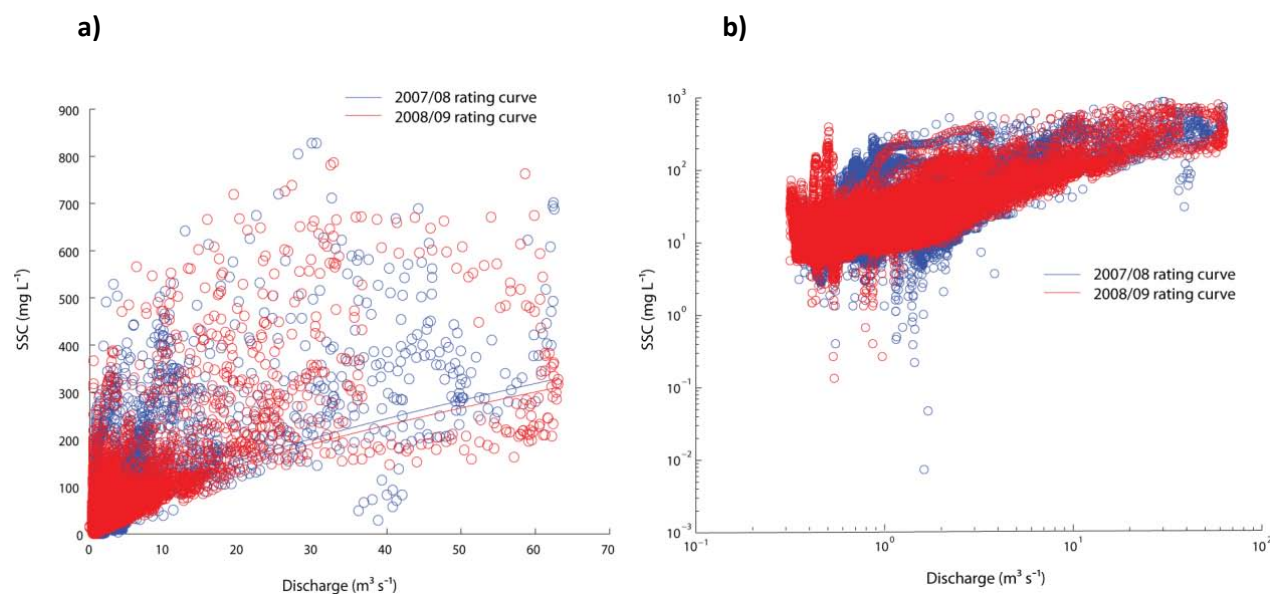 a)
b)
2007/08 rating curve
2008/09 rating curve
900
800
700
600
500
400
300
200
100
0
SSC (mg L⁻¹)
0 10 20 30 40 50 60 70
Discharge (m³ s⁻¹)
10³
10²
10¹
10⁰
10⁻¹
10⁻²
10⁻³
SSC (mg L⁻¹)
2007/08 rating curve
2008/09 rating curve
10⁻¹ 10⁰ 10¹ 10²
Discharge (m³ s⁻¹)